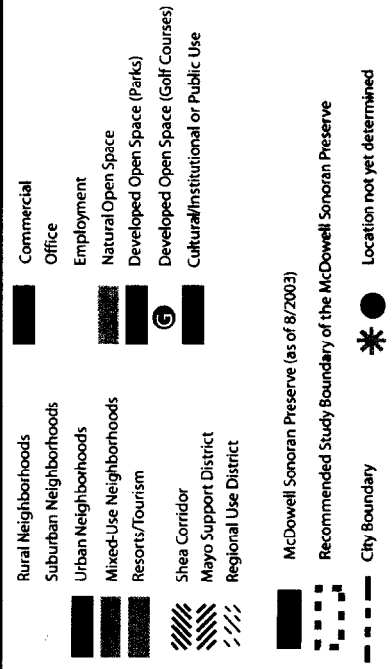 Rural Neighborhoods
Suburban Neighborhoods
Urban Neighborhoods
Mixed-Use Neighborhoods
Resorts/Tourism
Shea Corridor
Mayo Support District
Regional Use District
Commercial
Office
Employment
Natural Open Space
Developed Open Space (Parks)
G Developed Open Space (Golf Courses)
Cultural/Institutional or Public Use
McDowell Sonoran Preserve (as of 8/2003)
Recommended Study Boundary of the McDowell Sonoran Preserve
City Boundary
Location not yet determined